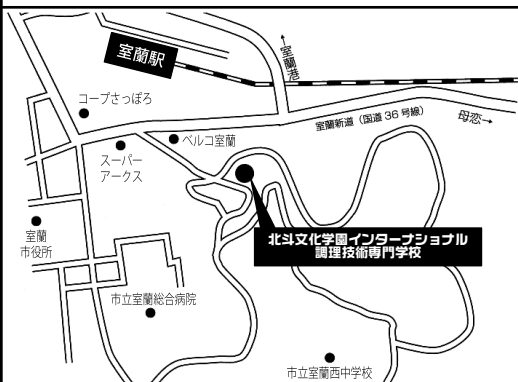 室蘭駅
←室蘭港
コープさっぽろ
室蘭新道（国道36号線）
母恋→
ベルコ室蘭
スーパー
アークス
北斗文化学園インターナショナル
調理技術専門学校
室蘭
市役所
市立室蘭総合病院
市立室蘭西中学校